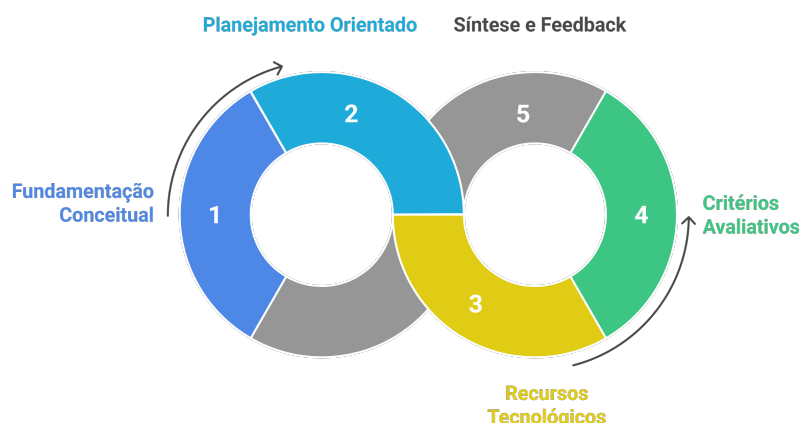 Planejamento Orientado
Síntese e Feedback
2
5
Fundamentação
Conceitual
1
4
Critérios
Avaliativos
3
Recursos
Tecnológicos